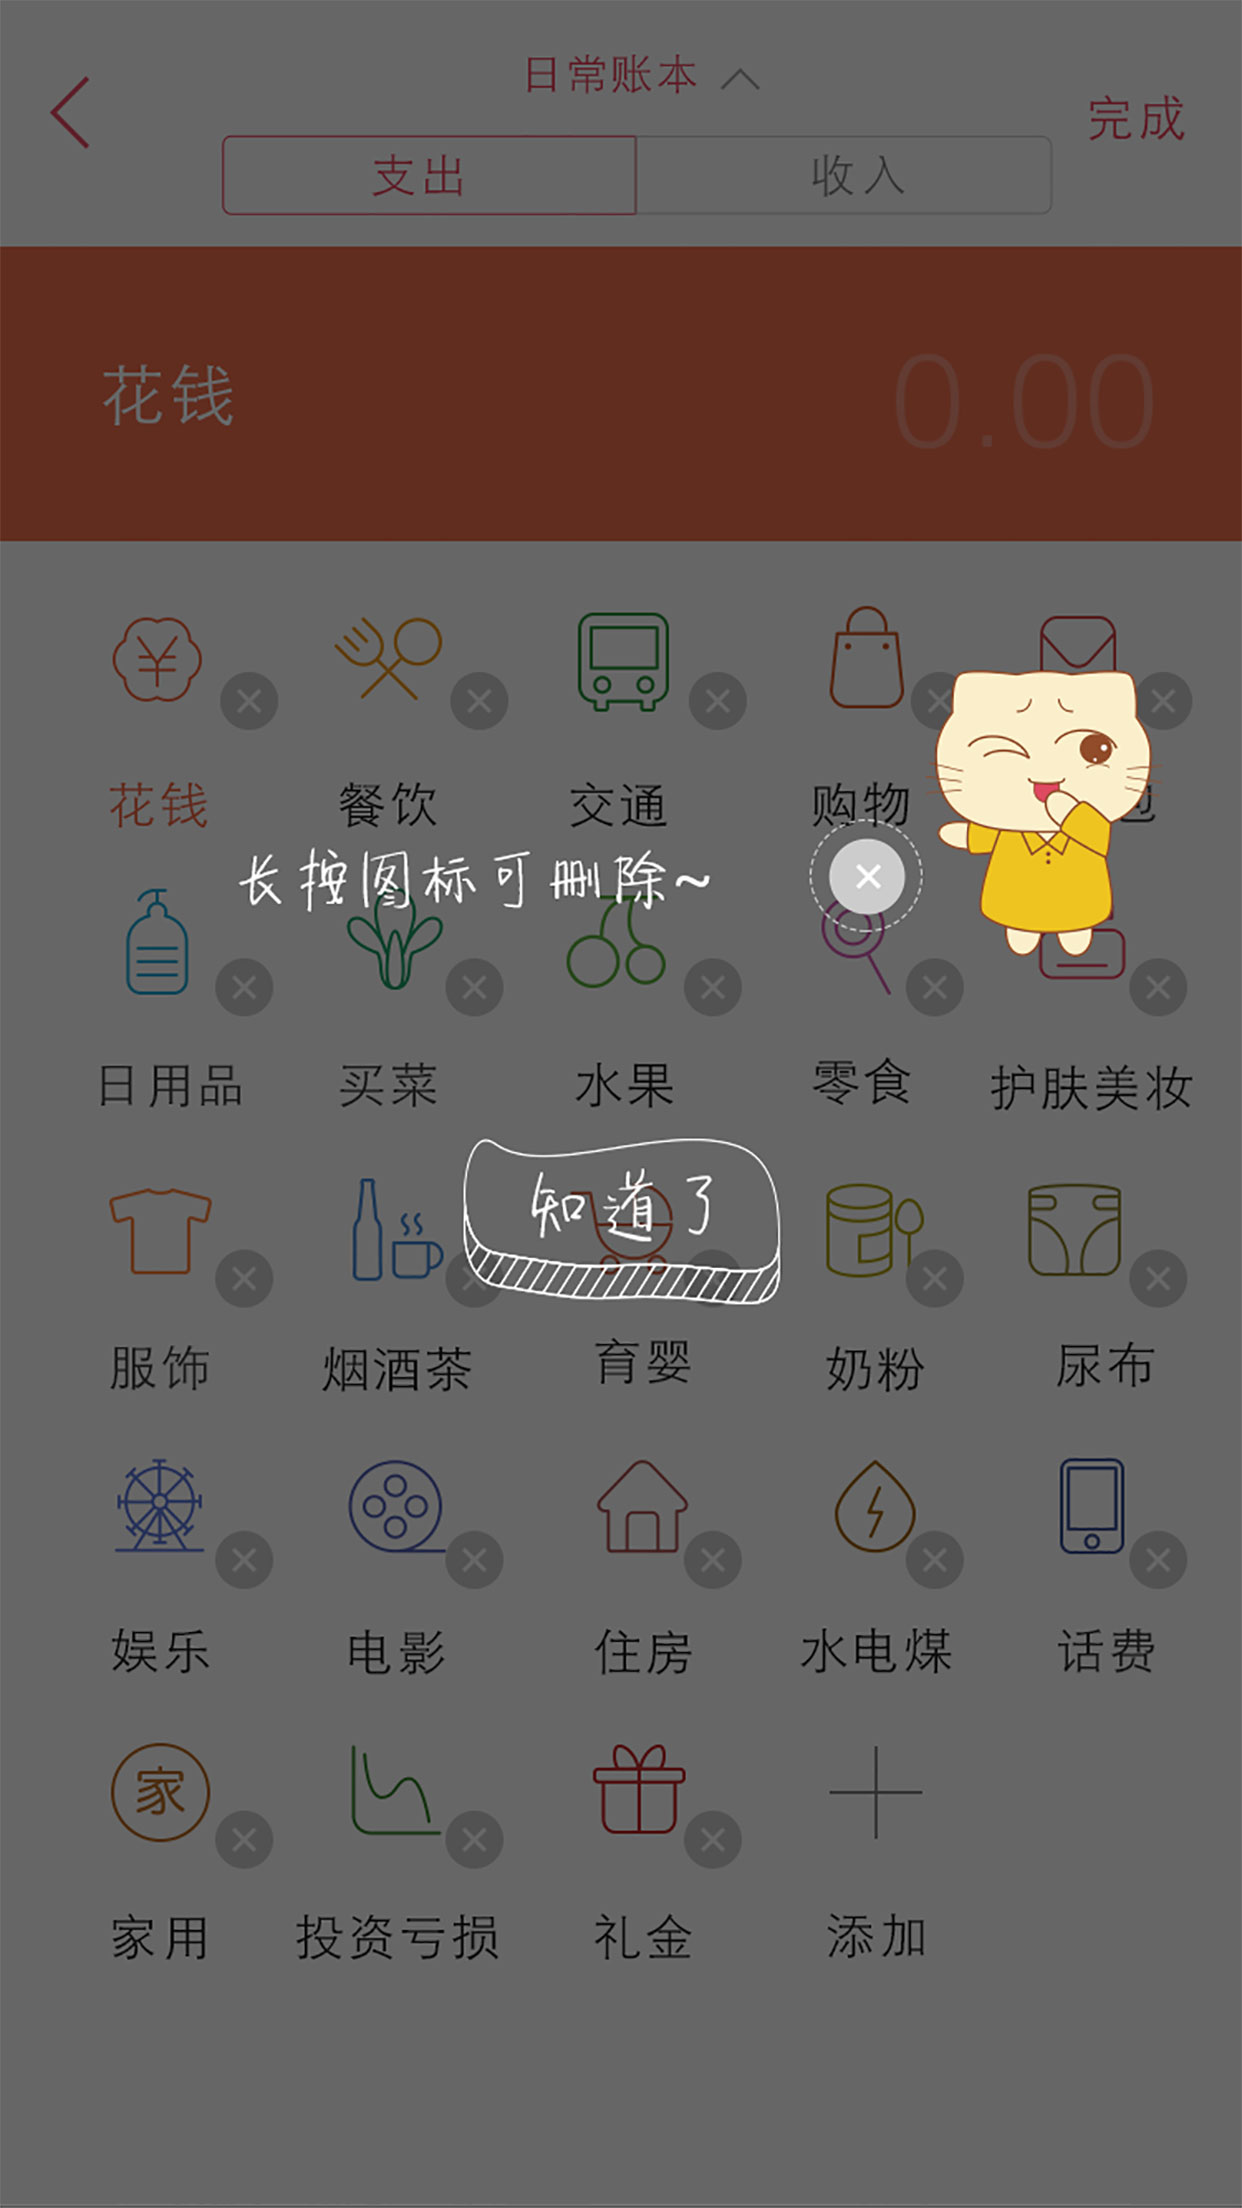 日常账本
完成
支出 收入
花钱 0.00
¥
花钱 餐饮 交通 购物 包
长按图标可删除~
日用品 买菜 水果 零食 护肤美妆
知道了
服饰 烟酒茶 育婴 奶粉 尿布
娱乐 电影 住房 水电煤 话费
家
家用 投资亏损 礼金 添加